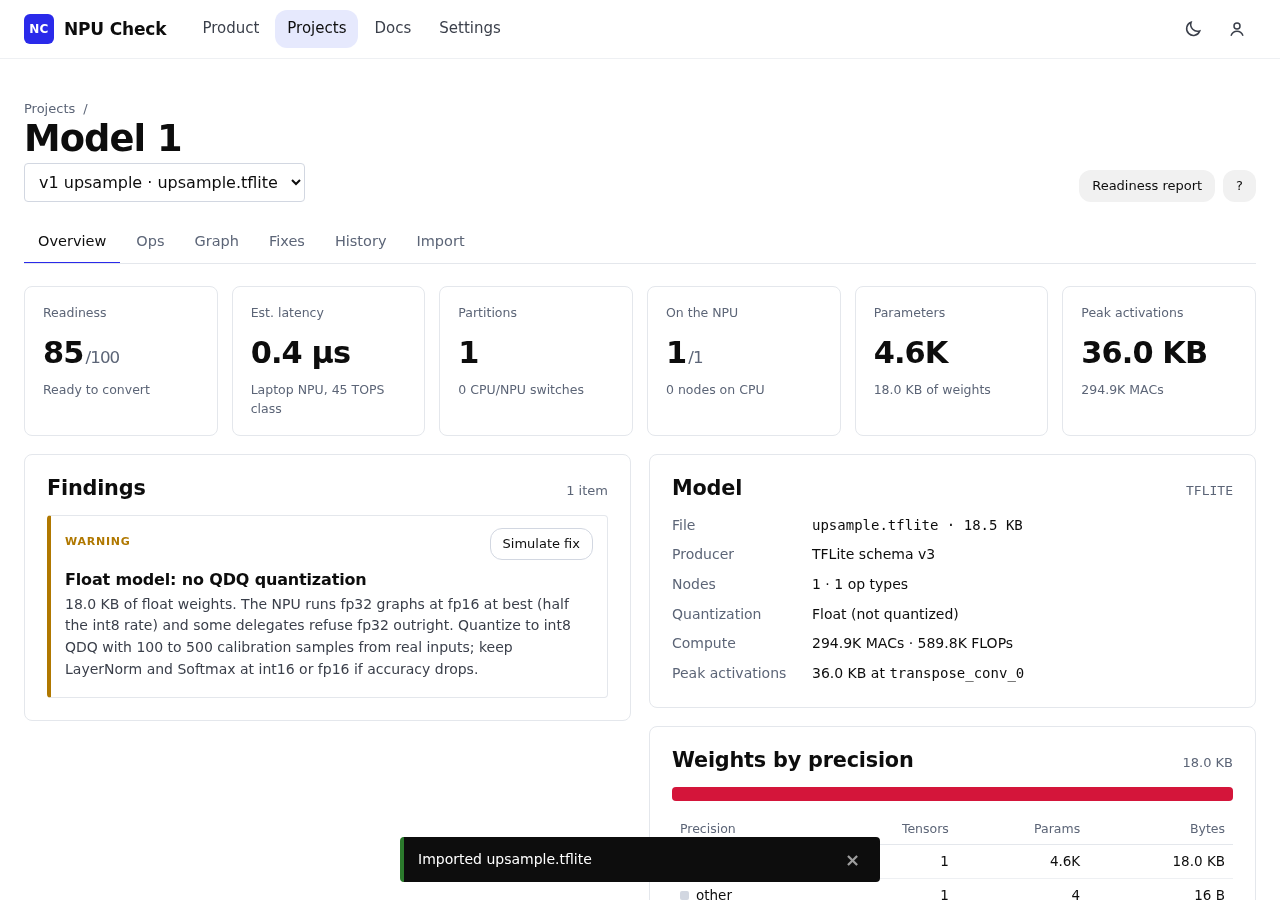 NC NPU Check Product Projects Docs Settings
Projects /
Model 1
v1 upsample · upsample.tflite
Readiness report ?
Overview Ops Graph Fixes History Import
Readiness
85/100
Ready to convert
Est. latency
0.4 µs
Laptop NPU, 45 TOPS
class
Partitions
1
0 CPU/NPU switches
On the NPU
1/1
0 nodes on CPU
Parameters
4.6K
18.0 KB of weights
Peak activations
36.0 KB
294.9K MACs
Findings 1 item
WARNING Simulate fix
Float model: no QDQ quantization
18.0 KB of float weights. The NPU runs fp32 graphs at fp16 at best (half
the int8 rate) and some delegates refuse fp32 outright. Quantize to int8
QDQ with 100 to 500 calibration samples from real inputs; keep
LayerNorm and Softmax at int16 or fp16 if accuracy drops.
Model TFLITE
File upsample.tflite · 18.5 KB
Producer TFLite schema v3
Nodes 1 · 1 op types
Quantization Float (not quantized)
Compute 294.9K MACs · 589.8K FLOPs
Peak activations 36.0 KB at transpose_conv_0
Weights by precision 18.0 KB
Precision Tensors Params Bytes
1 4.6K 18.0 KB
other 1 4 16 B
Imported upsample.tflite ×